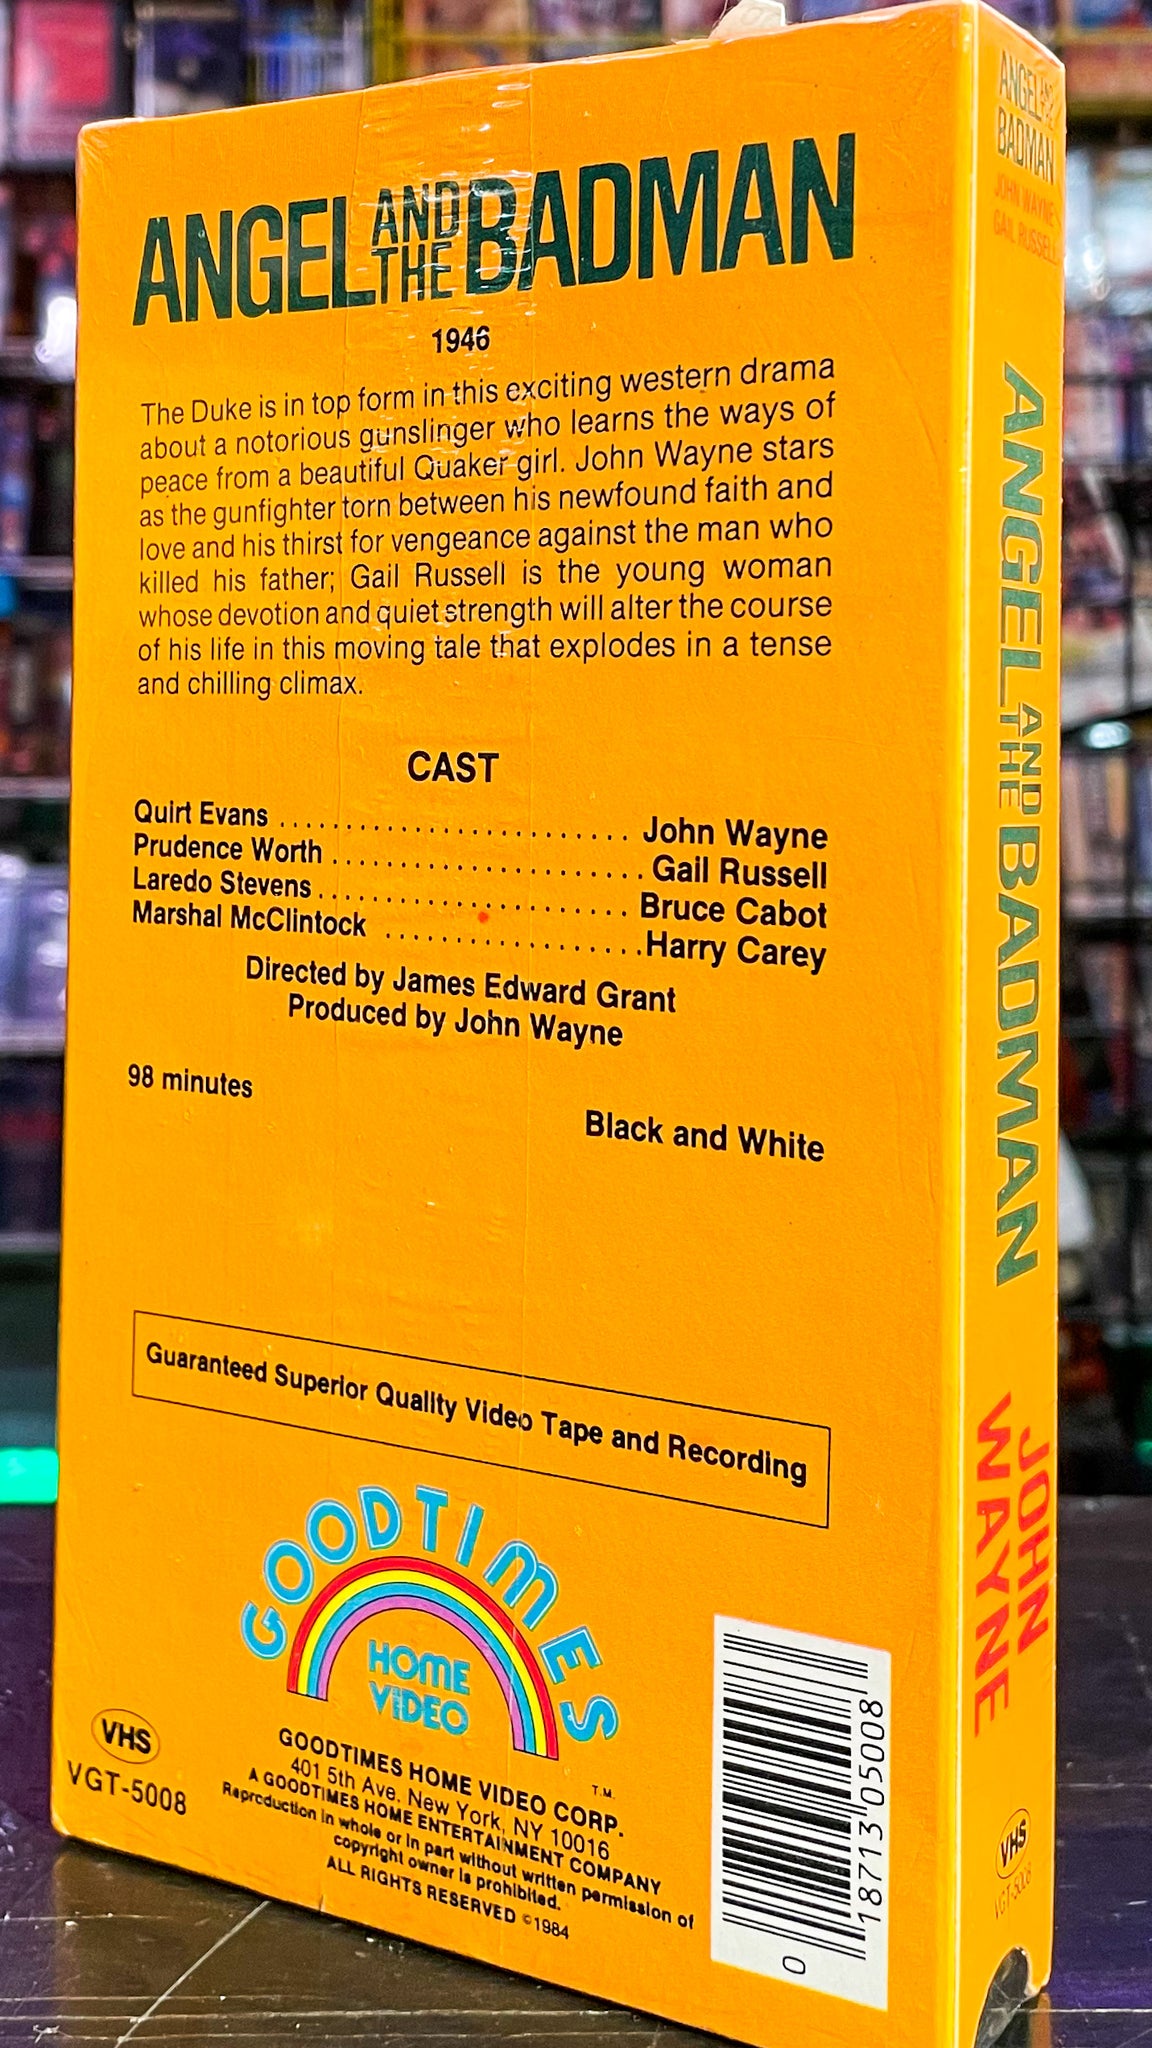 ANGEL AND THE BADMAN
1946
The Duke is in top form in this exciting western drama
about a notorious gunslinger who learns the ways of
peace from a beautiful Quaker girl. John Wayne stars
as the gunfighter torn between his newfound faith and
love and his thirst for vengeance against the man who
killed his father; Gail Russell is the young woman
whose devotion and quiet strength will alter the course
of his life in this moving tale that explodes in a tense
and chilling climax.
CAST
Quirt Evans ........................... John Wayne
Prudence Worth ........................ Gail Russell
Laredo Stevens ........................ Bruce Cabot
Marshal McClintock .................... Harry Carey
Directed by James Edward Grant
Produced by John Wayne
98 minutes
Black and White
Guaranteed Superior Quality Video Tape and Recording
GOODTIMES
HOME
VIDEO
T.M.
VHS
VGT-5008
GOODTIMES HOME VIDEO CORP.
401 5th Ave. New York, NY 10016
A GOODTIMES HOME ENTERTAINMENT COMPANY
Reproduction in whole or in part without written permission of
copyright owner is prohibited.
ALL RIGHTS RESERVED ©1984
0 18713 05008
ANGEL AND THE
BADMAN
JOHN WAYNE
GAIL RUSSELL
ANGEL AND THE BADMAN
JOHN
WAYNE
VHS
VGT-5008